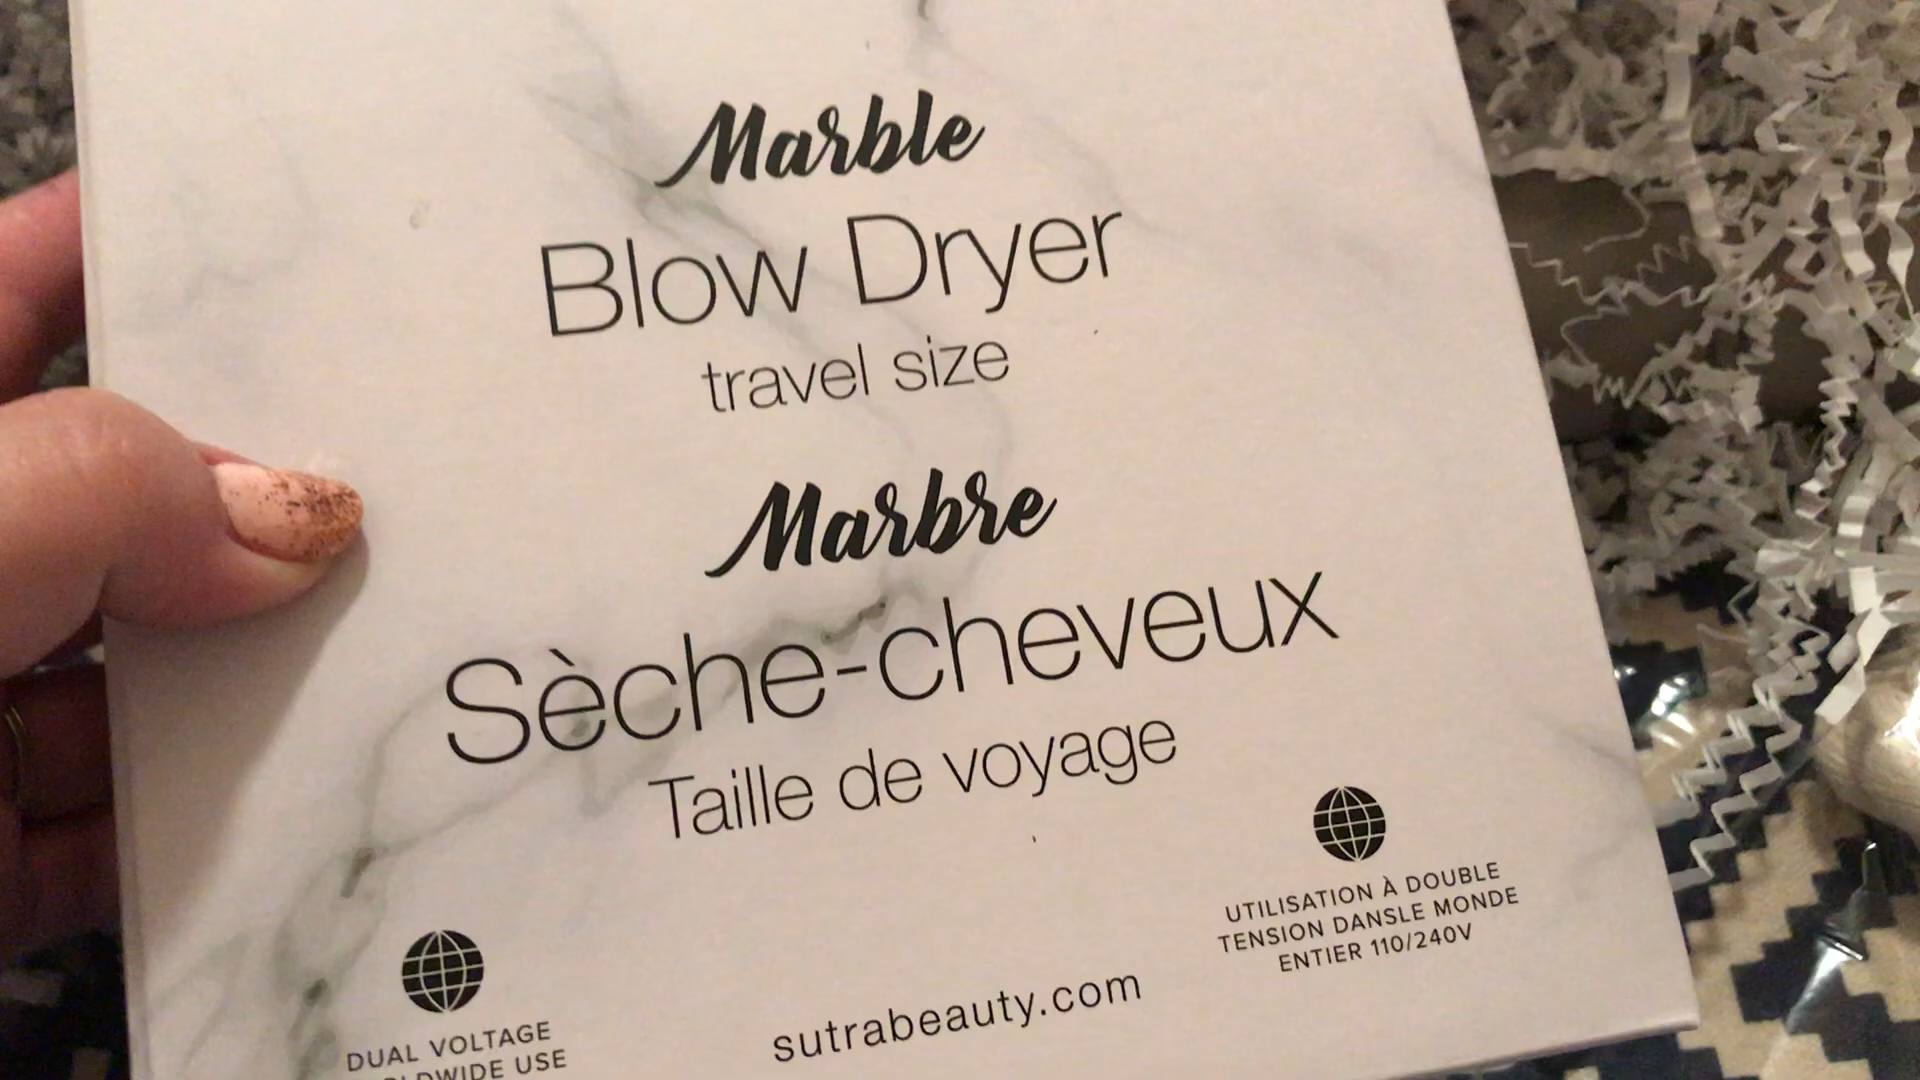 Marble
Blow Dryer
travel size
Marbre
Sèche-cheveux
Taille de voyage
UTILISATION À DOUBLE
TENSION DANSLE MONDE
ENTIER 110/240V
DUAL VOLTAGE
USE
sutrabeauty.com